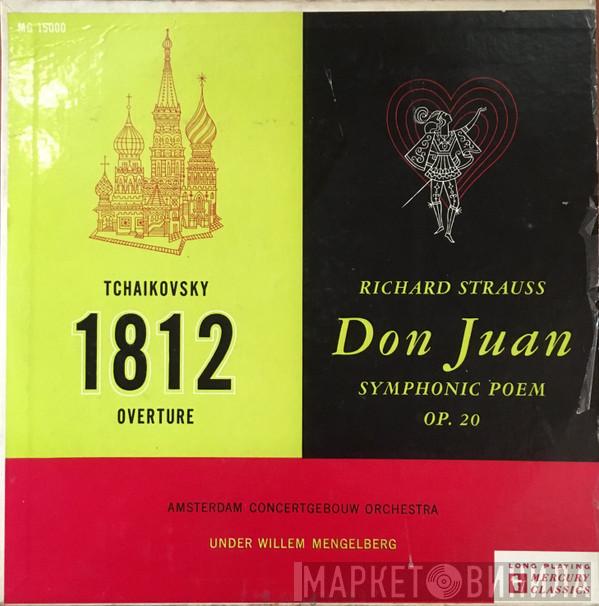 MG 15000
TCHAIKOVSKY
1812
OVERTURE
RICHARD STRAUSS
Don Juan
SYMPHONIC POEM
OP. 20
AMSTERDAM CONCERTGEBOUW ORCHESTRA
UNDER WILLEM MENGELBERG
LONG PLAYING
MERCURY
CLASSICS
МАРКЕТ ВИНИЛА